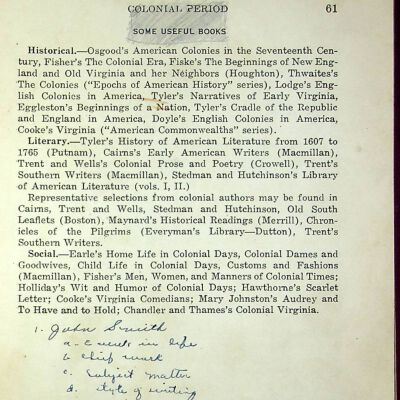 COLONIAL PERIOD 61
SOME USEFUL BOOKS
Historical.—Osgood's American Colonies in the Seventeenth Cen-
tury, Fisher's The Colonial Era, Fiske's The Beginnings of New Eng-
land and Old Virginia and her Neighbors (Houghton), Thwaites's
The Colonies ("Epochs of American History" series), Lodge's Eng-
lish Colonies in America, Tyler's Narratives of Early Virginia,
Eggleston's Beginnings of a Nation, Tyler's Cradle of the Republic
and England in America, Doyle's English Colonies in America,
Cooke's Virginia ("American Commonwealths" series).
Literary.—Tyler's History of American Literature from 1607 to
1765 (Putnam), Cairns's Early American Writers (Macmillan),
Trent and Wells's Colonial Prose and Poetry (Crowell), Trent's
Southern Writers (Macmillan), Stedman and Hutchinson's Library
of American Literature (vols. I, II.)
Representative selections from colonial authors may be found in
Cairns, Trent and Wells, Stedman and Hutchinson, Old South
Leaflets (Boston), Maynard's Historical Readings (Merrill), Chron-
icles of the Pilgrims (Everyman's Library—Dutton), Trent's
Southern Writers.
Social.—Earle's Home Life in Colonial Days, Colonial Dames and
Goodwives, Child Life in Colonial Days, Customs and Fashions
(Macmillan), Fisher's Men, Women, and Manners of Colonial Times;
Holliday's Wit and Humor of Colonial Days; Hawthorne's Scarlet
Letter; Cooke's Virginia Comedians; Mary Johnston's Audrey and
To Have and to Hold; Chandler and Thames's Colonial Virginia.
1. John Smith
a. Events in life
b. Chief work
c. Subject matter
d. style of writing